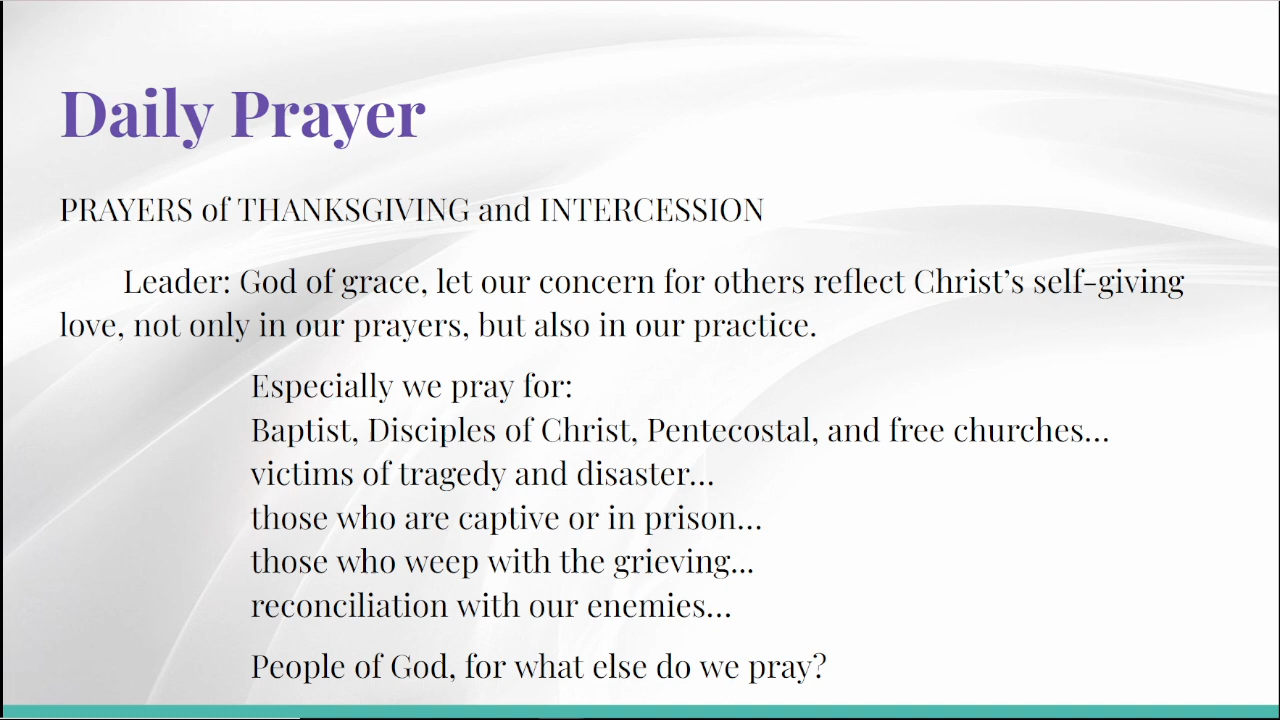 Daily Prayer
PRAYERS of THANKSGIVING and INTERCESSION
Leader: God of grace, let our concern for others reflect Christ’s self-giving
love, not only in our prayers, but also in our practice.
Especially we pray for:
Baptist, Disciples of Christ, Pentecostal, and free churches…
victims of tragedy and disaster…
those who are captive or in prison…
those who weep with the grieving...
reconciliation with our enemies…
People of God, for what else do we pray?